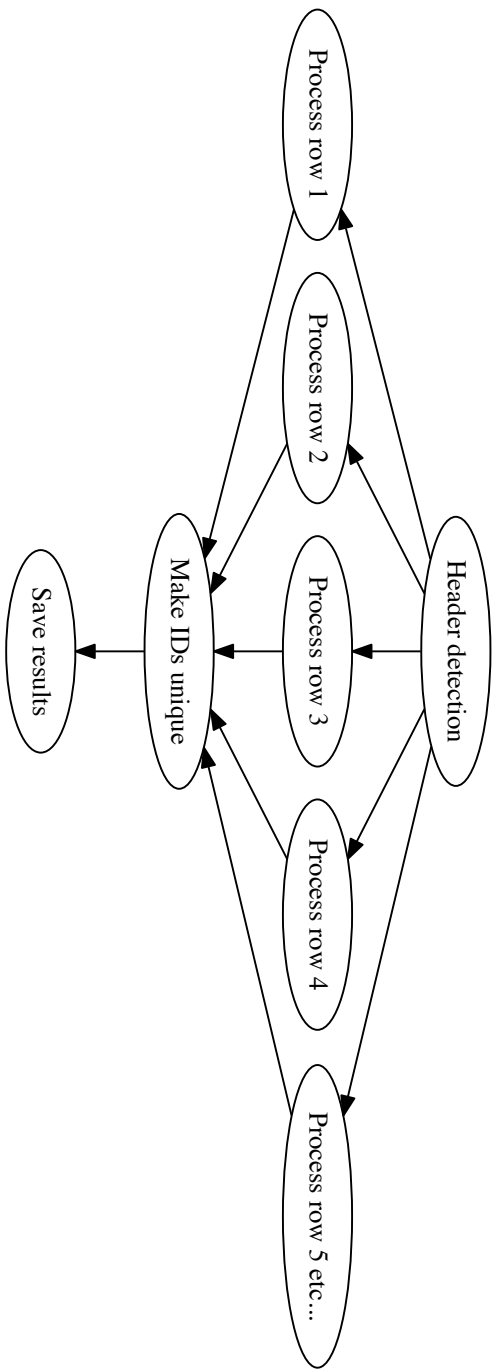 Header detection
Process row 1
Process row 2
Process row 3
Process row 4
Process row 5 etc...
Make IDs unique
Save results